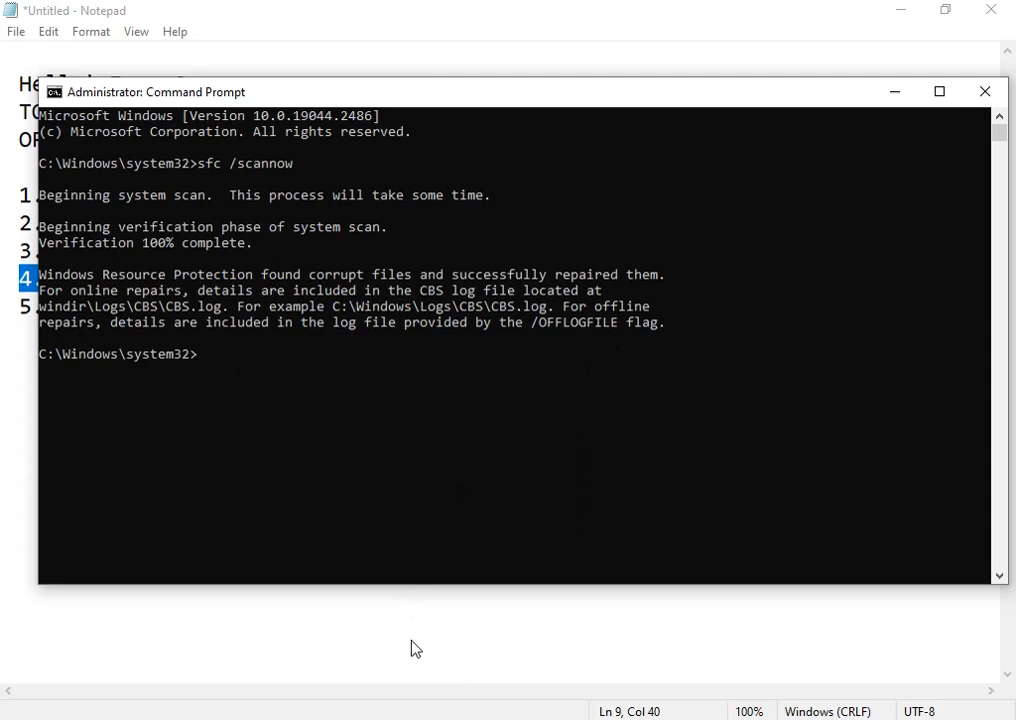 *Untitled - Notepad
File Edit Format View Help
Administrator: Command Prompt
Microsoft Windows [Version 10.0.19044.2486]
(c) Microsoft Corporation. All rights reserved.
C:\Windows\system32>sfc /scannow
1. Beginning system scan.  This process will take some time.
2. Beginning verification phase of system scan.
Verification 100% complete.
3.
4. Windows Resource Protection found corrupt files and successfully repaired them.
For online repairs, details are included in the CBS log file located at
5. windir\Logs\CBS\CBS.log. For example C:\Windows\Logs\CBS\CBS.log. For offline
repairs, details are included in the log file provided by the /OFFLOGFILE flag.
C:\Windows\system32>
Ln 9, Col 40 100% Windows (CRLF) UTF-8